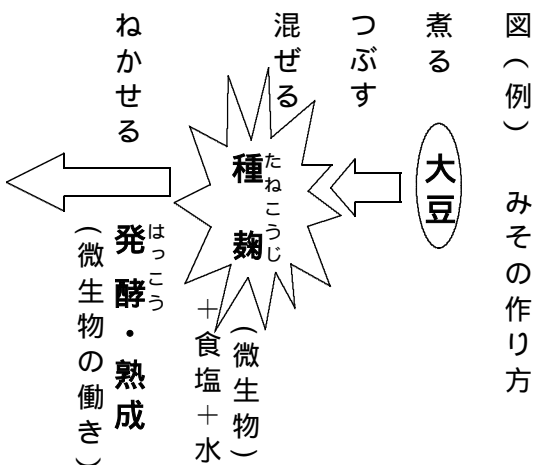 図（例） みその作り方
煮る
大豆
つぶす
混ぜる
種麹
たねこうじ
（微生物）
＋食塩＋水
ねかせる
発酵・熟成
はっこう
（微生物の働き）